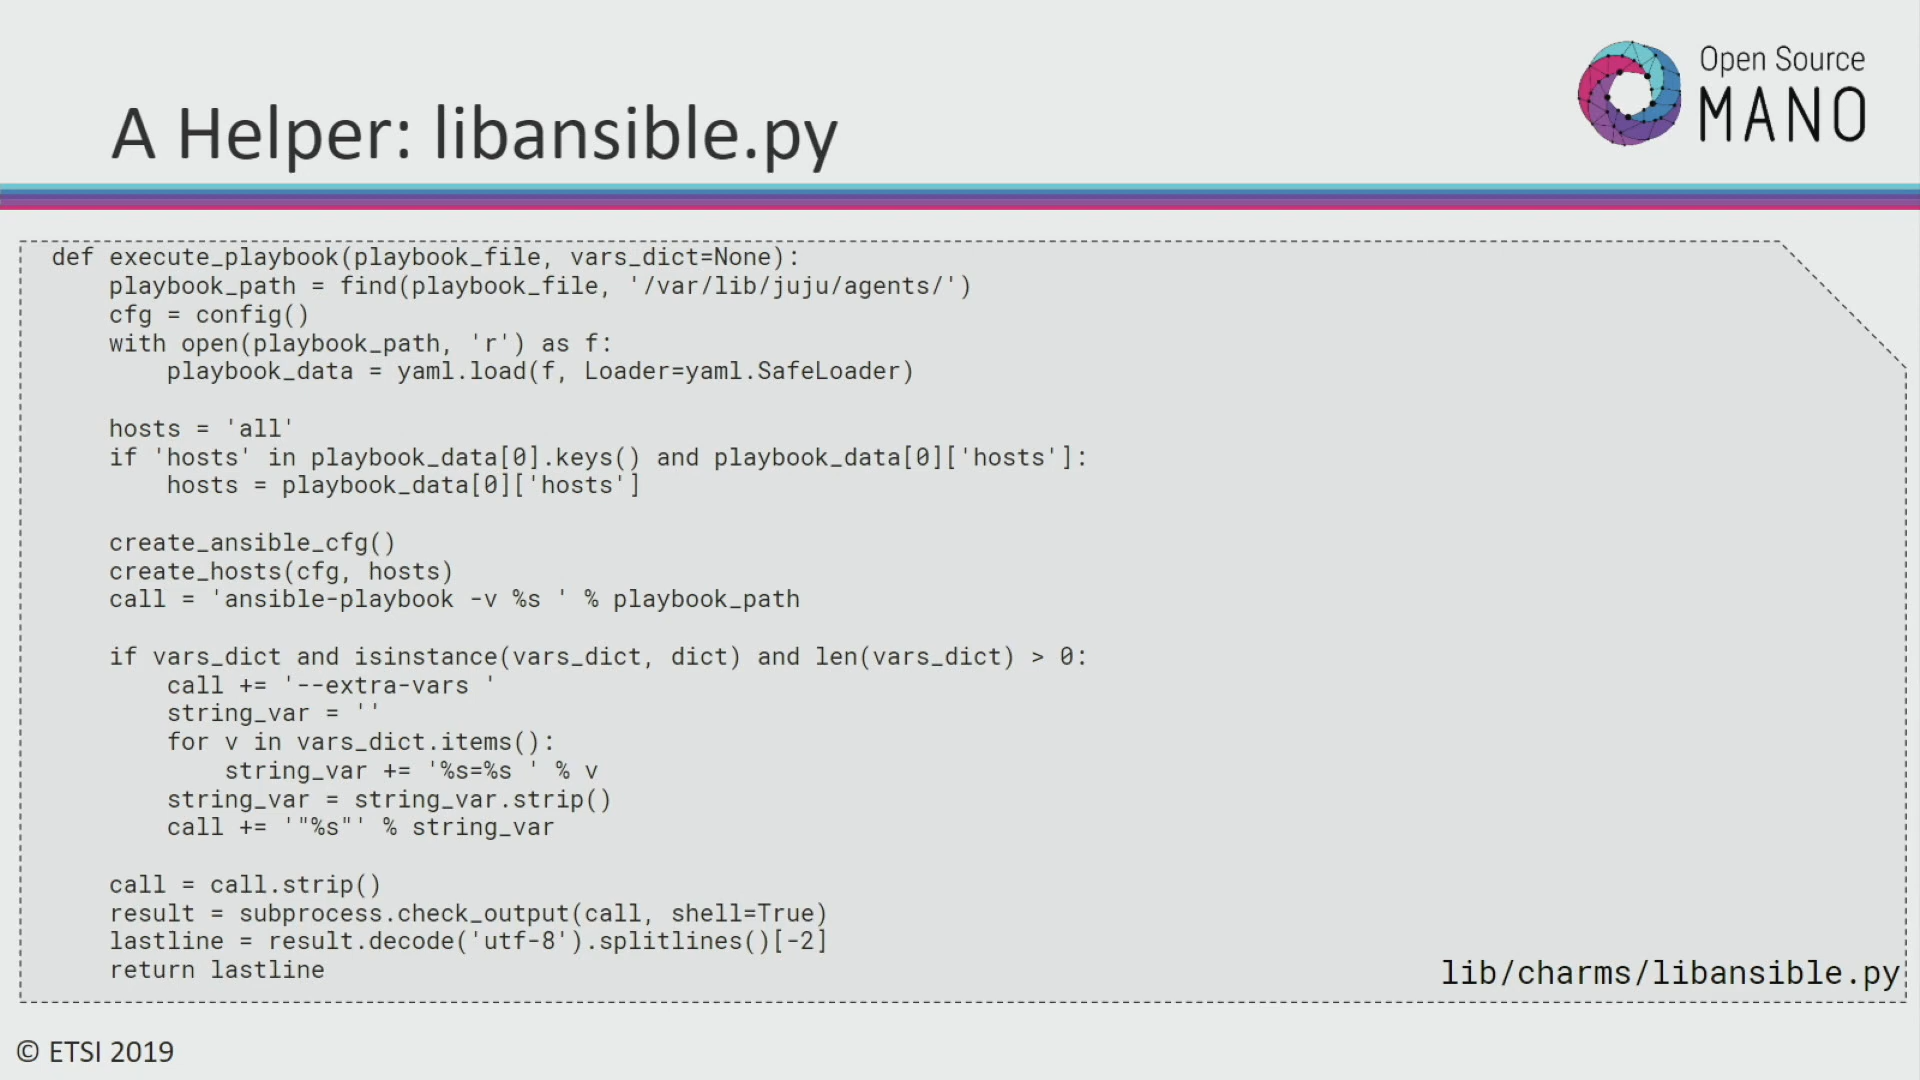 Open Source
MANO
A Helper: libansible.py
def execute_playbook(playbook_file, vars_dict=None):
    playbook_path = find(playbook_file, '/var/lib/juju/agents/')
    cfg = config()
    with open(playbook_path, 'r') as f:
        playbook_data = yaml.load(f, Loader=yaml.SafeLoader)

    hosts = 'all'
    if 'hosts' in playbook_data[0].keys() and playbook_data[0]['hosts']:
        hosts = playbook_data[0]['hosts']

    create_ansible_cfg()
    create_hosts(cfg, hosts)
    call = 'ansible-playbook -v %s ' % playbook_path

    if vars_dict and isinstance(vars_dict, dict) and len(vars_dict) > 0:
        call += '--extra-vars '
        string_var = ''
        for v in vars_dict.items():
            string_var += '%s=%s ' % v
        string_var = string_var.strip()
        call += '"%s"' % string_var

    call = call.strip()
    result = subprocess.check_output(call, shell=True)
    lastline = result.decode('utf-8').splitlines()[-2]
    return lastline
lib/charms/libansible.py
© ETSI 2019